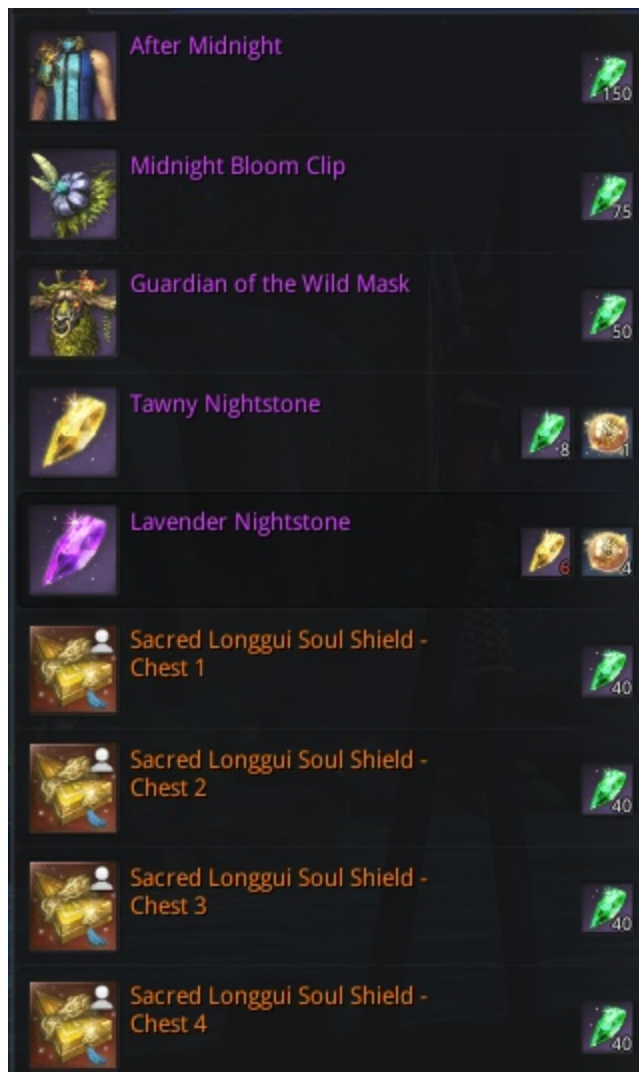 After Midnight
150
Midnight Bloom Clip
75
Guardian of the Wild Mask
50
Tawny Nightstone
8 1
Lavender Nightstone
6 4
Sacred Longgui Soul Shield -
Chest 1
40
Sacred Longgui Soul Shield -
Chest 2
40
Sacred Longgui Soul Shield -
Chest 3
40
Sacred Longgui Soul Shield -
Chest 4
40